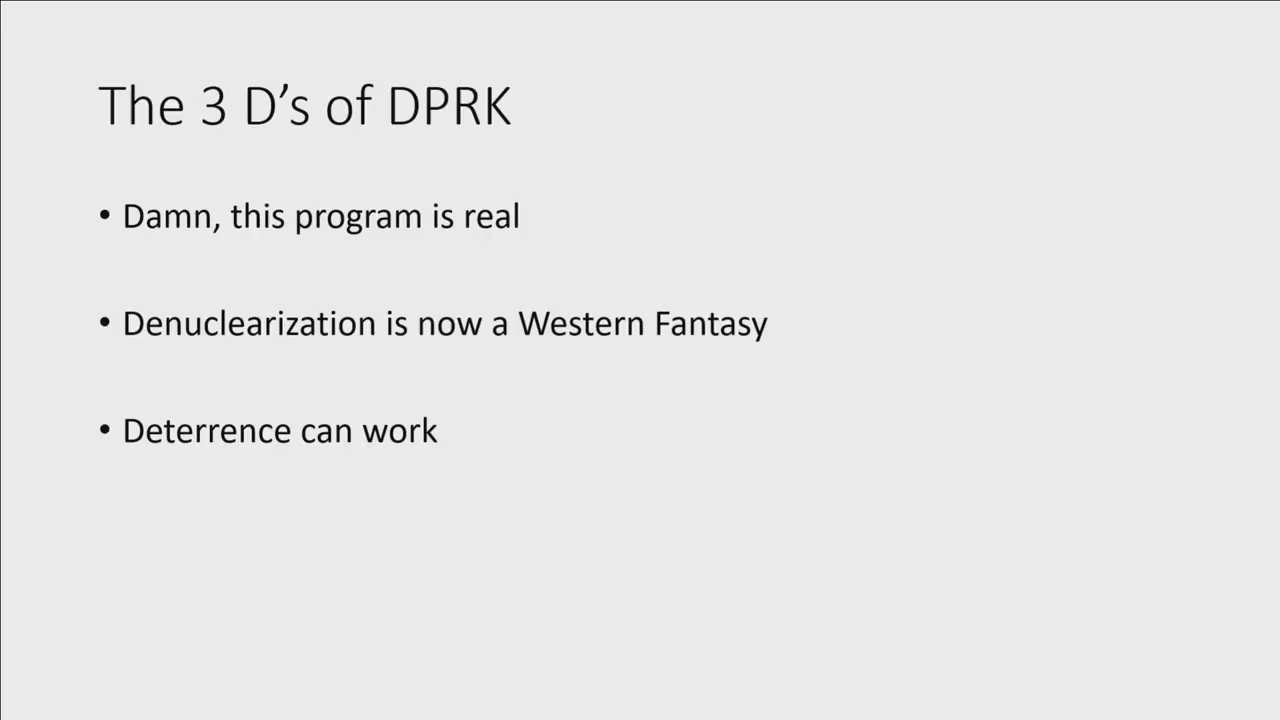 The 3 D’s of DPRK
• Damn, this program is real
• Denuclearization is now a Western Fantasy
• Deterrence can work